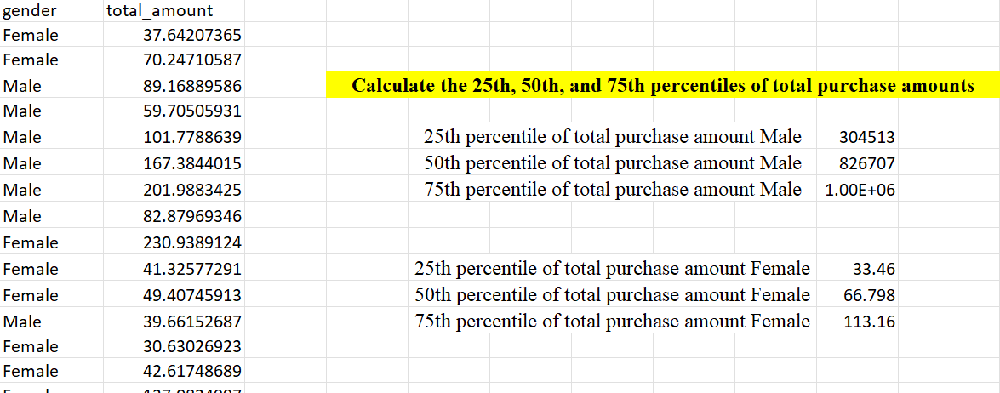 gender total_amount
Female 37.64207365
Female 70.24710587
Male 89.16889586 Calculate the 25th, 50th, and 75th percentiles of total purchase amounts
Male 59.70505931
Male 101.7788639 25th percentile of total purchase amount Male 304513
Male 167.3844015 50th percentile of total purchase amount Male 826707
Male 201.9883425 75th percentile of total purchase amount Male 1.00E+06
Male 82.87969346
Female 230.9389124
Female 41.32577291 25th percentile of total purchase amount Female 33.46
Female 49.40745913 50th percentile of total purchase amount Female 66.798
Male 39.66152687 75th percentile of total purchase amount Female 113.16
Female 30.63026923
Female 42.61748689